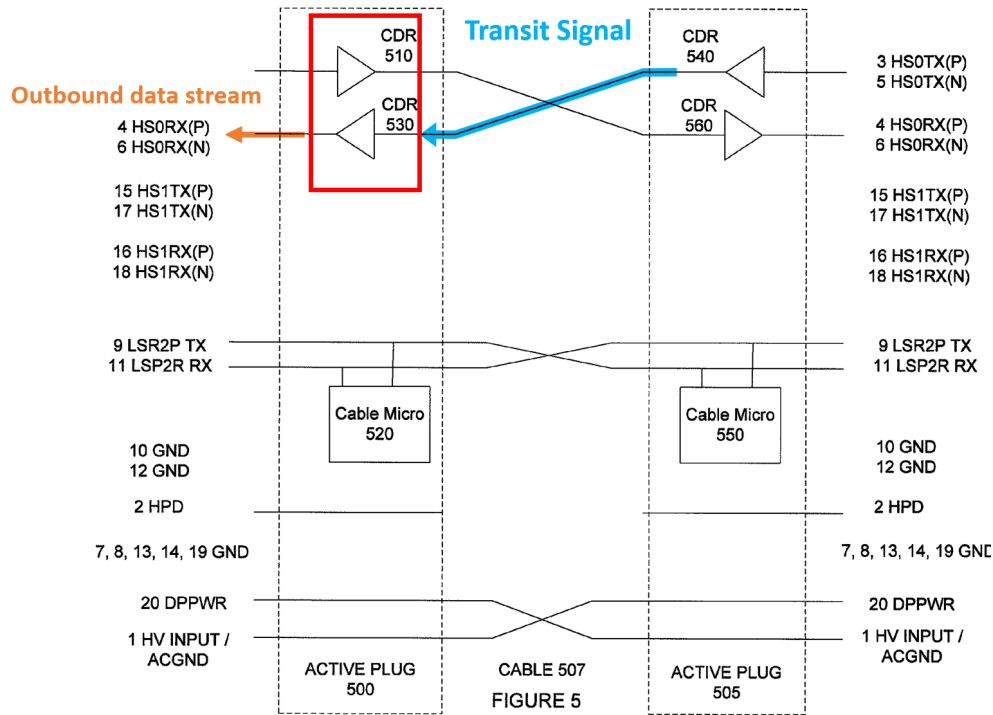 CDR
510
Transit Signal
CDR
540
3 HS0TX(P)
5 HS0TX(N)
Outbound data stream
4 HS0RX(P)
6 HS0RX(N)
CDR
530
CDR
560
4 HS0RX(P)
6 HS0RX(N)
15 HS1TX(P)
17 HS1TX(N)
15 HS1TX(P)
17 HS1TX(N)
16 HS1RX(P)
18 HS1RX(N)
16 HS1RX(P)
18 HS1RX(N)
9 LSR2P TX
11 LSP2R RX
9 LSR2P TX
11 LSP2R RX
Cable Micro
520
Cable Micro
550
10 GND
12 GND
10 GND
12 GND
2 HPD
2 HPD
7, 8, 13, 14, 19 GND
7, 8, 13, 14, 19 GND
20 DPPWR
20 DPPWR
1 HV INPUT /
ACGND
1 HV INPUT /
ACGND
ACTIVE PLUG
500
CABLE 507
ACTIVE PLUG
505
FIGURE 5